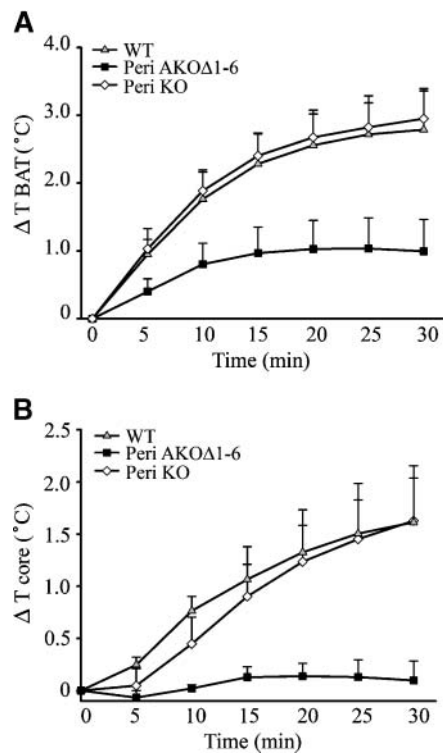 A
WT
Peri AKOΔ1-6
Peri KO
Δ T BAT (°C)
4.0
3.0
2.0
1.0
0
0 5 10 15 20 25 30
Time (min)
B
WT
Peri AKOΔ1-6
Peri KO
Δ T core (°C)
2.5
2.0
1.5
1.0
0.5
0
0 5 10 15 20 25 30
Time (min)